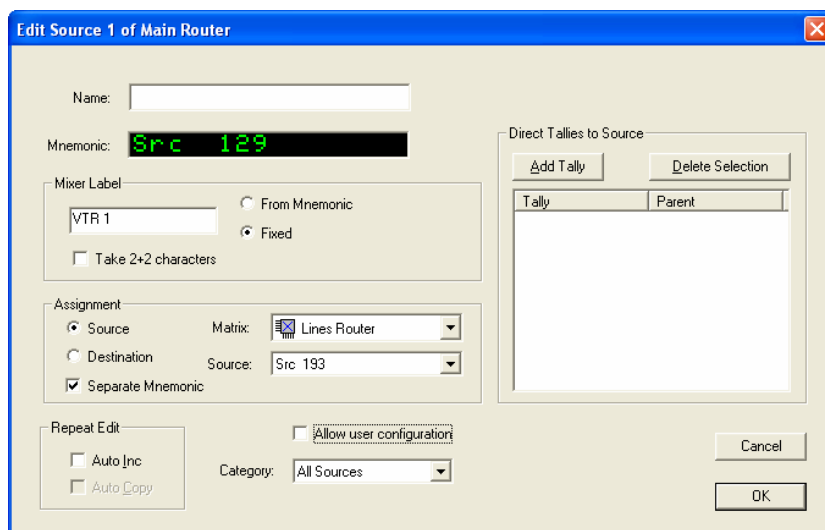 Edit Source 1 of Main Router
Name:
Mnemonic: Src 129
Mixer Label
VTR 1
From Mnemonic
Fixed
Take 2+2 characters
Assignment
Source
Matrix: Lines Router
Destination
Source: Src 193
Separate Mnemonic
Repeat Edit
Auto Inc
Auto Copy
Allow user configuration
Category: All Sources
Direct Tallies to Source
Add Tally
Delete Selection
Tally Parent
Cancel
OK